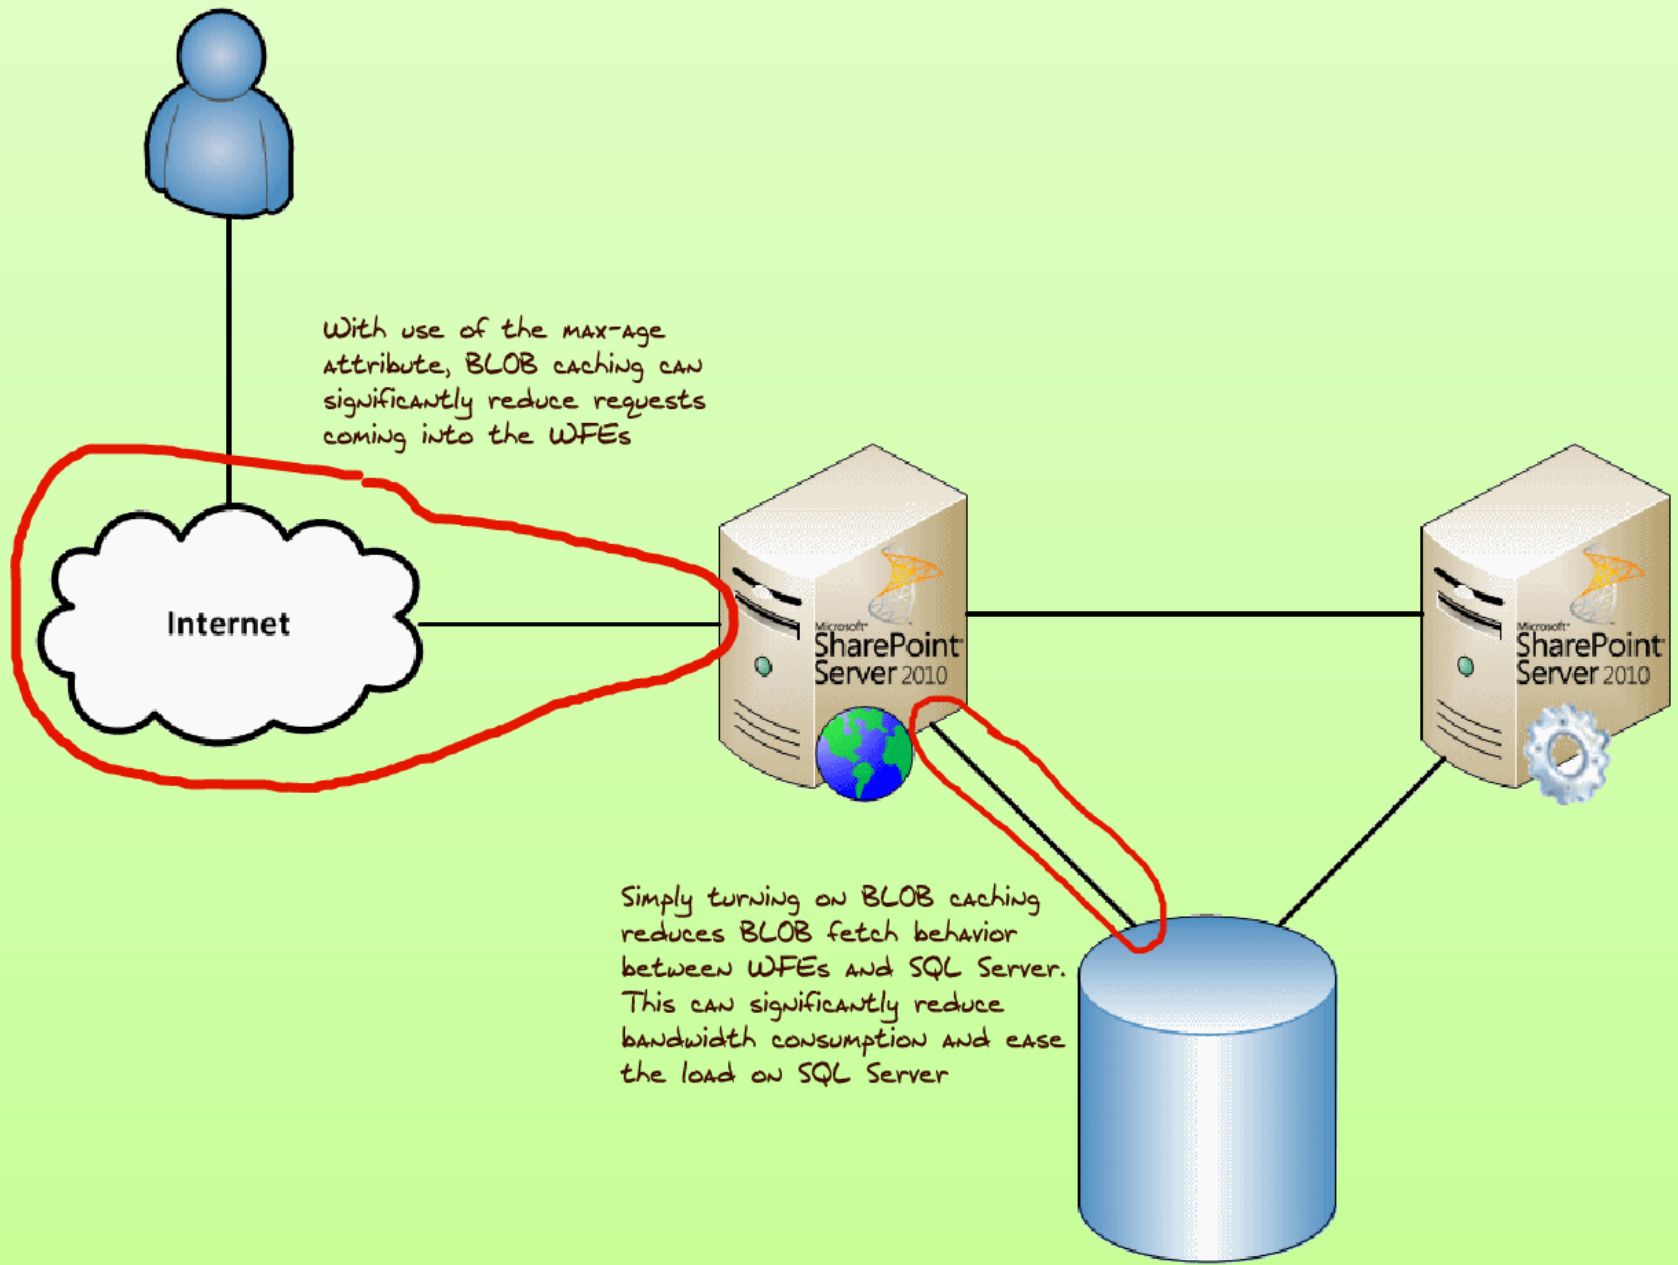 With use of the max-age
attribute, BLOB caching can
significantly reduce requests
coming into the WFEs
Internet
Microsoft
SharePoint
Server 2010
Microsoft
SharePoint
Server 2010
Simply turning on BLOB caching
reduces BLOB fetch behavior
between WFEs and SQL Server.
This can significantly reduce
bandwidth consumption and ease
the load on SQL Server